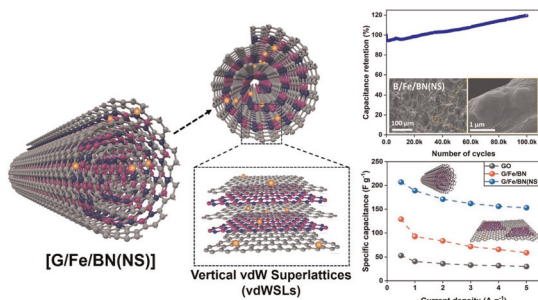 [G/Fe/BN(NS)]
Vertical vdW Superlattices
(vdWSLs)
Capacitance retention (%)
120
100
80
60
40
20
0
B/Fe/BN(NS)
100 μm
1 μm
0.0
20.0k
40.0k
60.0k
80.0k
100.0k
Number of cycles
Specific capacitance (F g⁻¹)
250
200
150
100
50
0
GO
G/Fe/BN
G/Fe/BN(NS)
0
1
2
3
4
5
Current density (A g⁻¹)